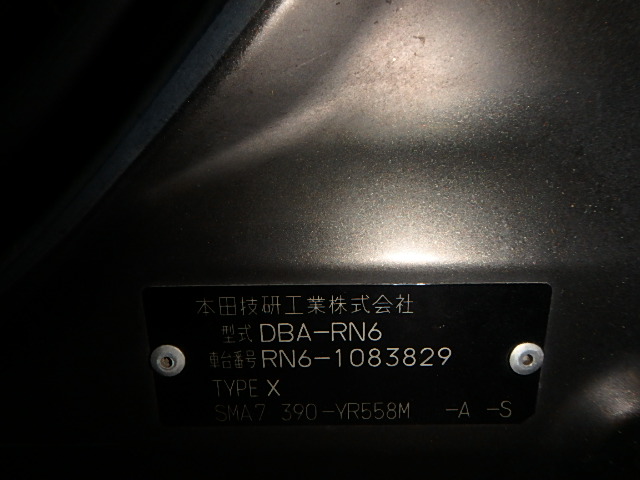 本田技研工業株式会社
型式 DBA-RN6
車台番号 RN6-1083829
TYPE X
SMA7 390-YR558M -A -S